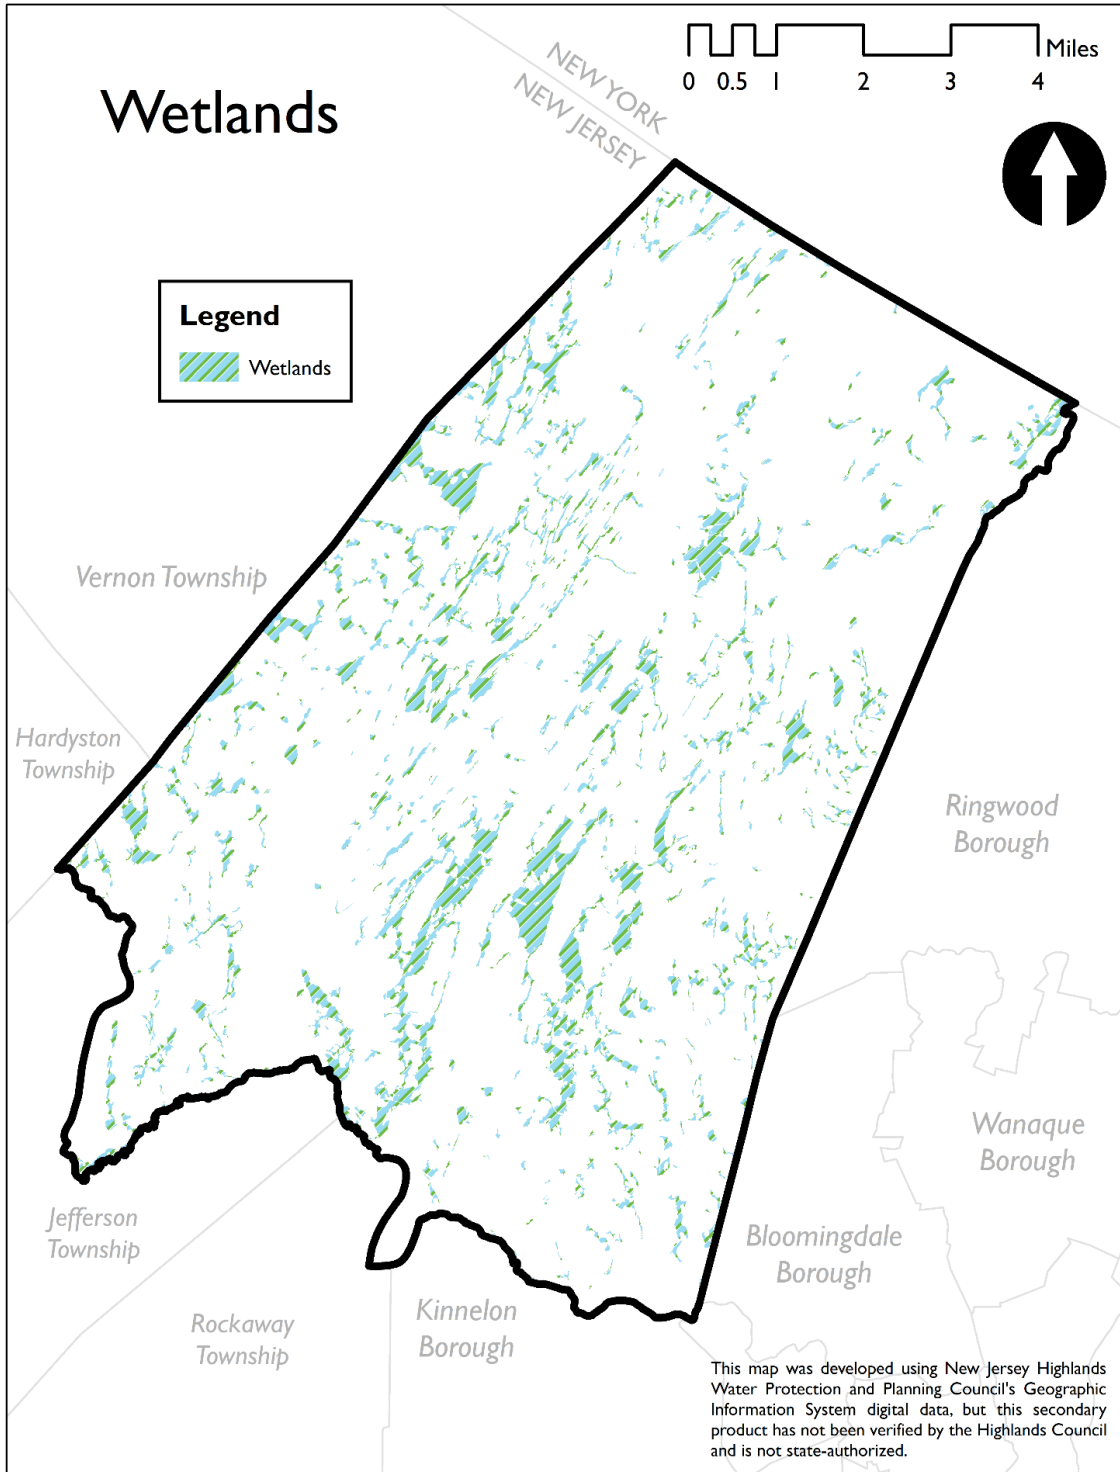 Wetlands
NEW YORK
NEW JERSEY
Miles
0 0.5 1 2 3 4
Legend
Wetlands
Vernon Township
Hardyston
Township
Ringwood
Borough
Wanaque
Borough
Jefferson
Township
Bloomingdale
Borough
Rockaway
Township
Kinnelon
Borough
This map was developed using New Jersey Highlands
Water Protection and Planning Council's Geographic
Information System digital data, but this secondary
product has not been verified by the Highlands Council
and is not state-authorized.